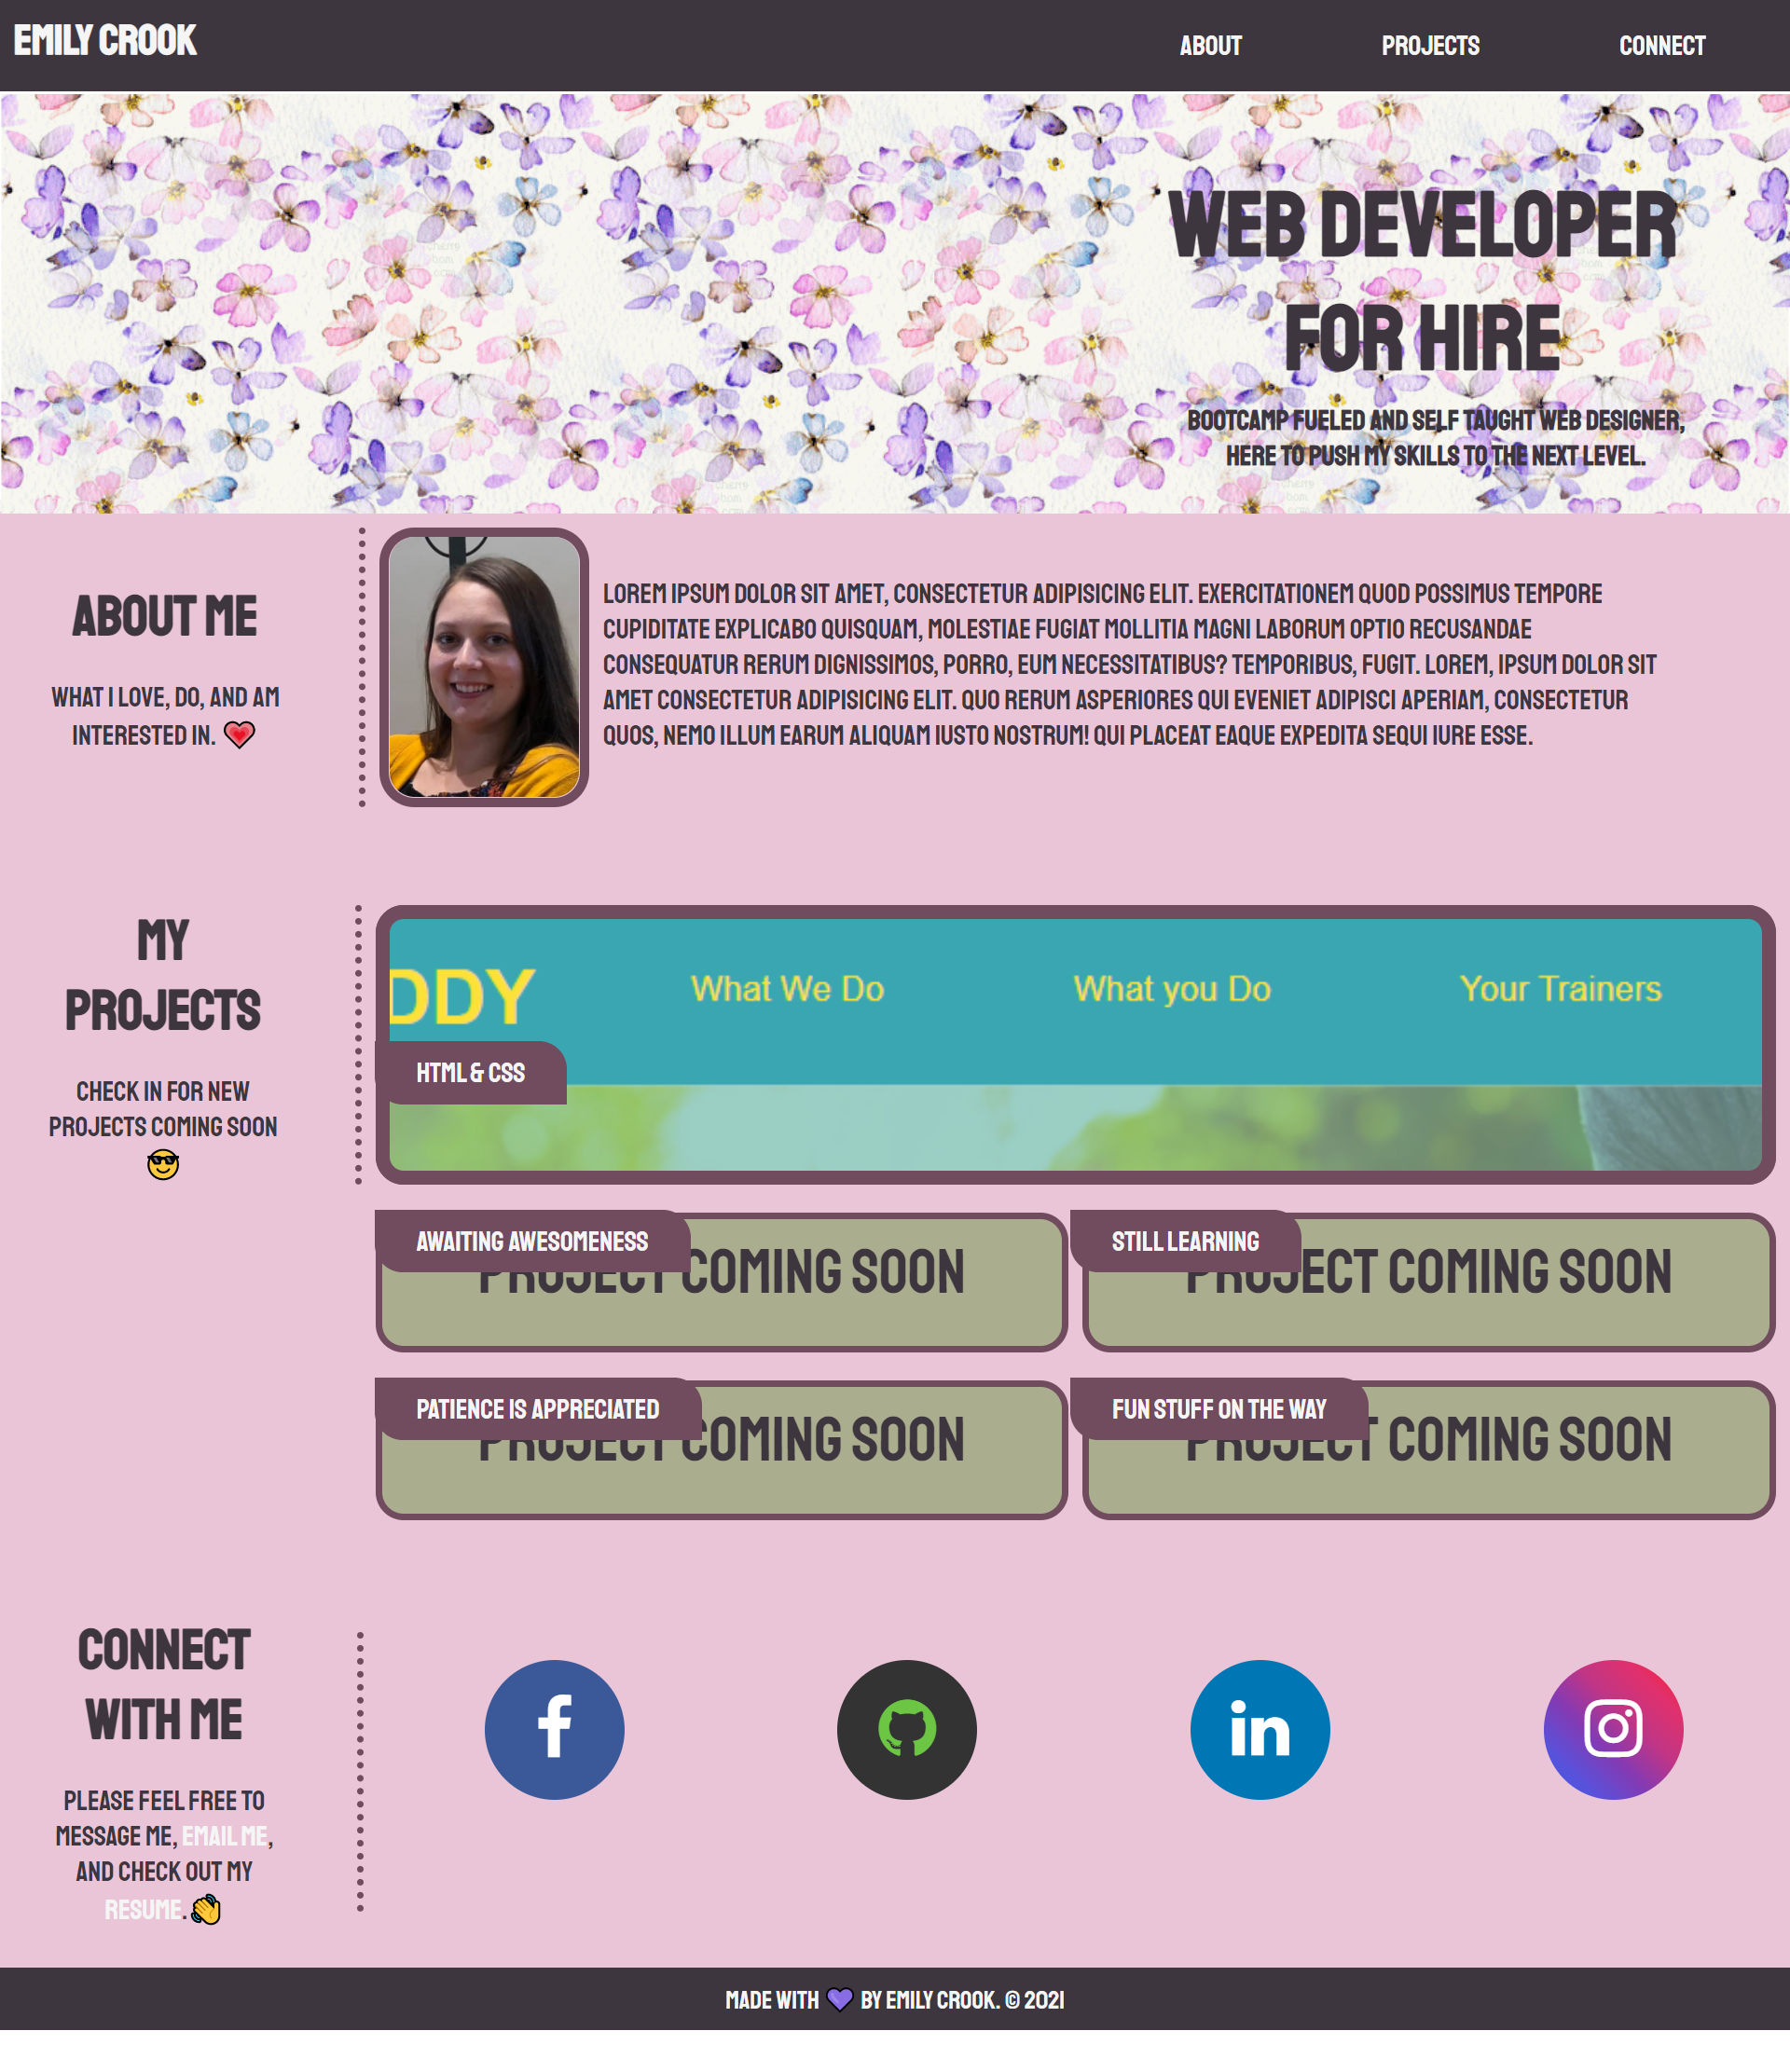 EMILY CROOK
ABOUT
PROJECTS
CONNECT
WEB DEVELOPER
FOR HIRE
BOOTCAMP FUELED AND SELF TAUGHT WEB DESIGNER,
HERE TO PUSH MY SKILLS TO THE NEXT LEVEL.
ABOUT ME
WHAT I LOVE, DO, AND AM
INTERESTED IN. 💗
LOREM IPSUM DOLOR SIT AMET, CONSECTETUR ADIPISICING ELIT. EXERCITATIONEM QUOD POSSIMUS TEMPORE
CUPIDITATE EXPLICABO QUISQUAM, MOLESTIAE FUGIAT MOLLITIA MAGNI LABORUM OPTIO RECUSANDAE
CONSEQUATUR RERUM DIGNISSIMOS, PORRO, EUM NECESSITATIBUS? TEMPORIBUS, FUGIT. LOREM, IPSUM DOLOR SIT
AMET CONSECTETUR ADIPISICING ELIT. QUO RERUM ASPERIORES QUI EVENIET ADIPISCI APERIAM, CONSECTETUR
QUOS, NEMO ILLUM EARUM ALIQUAM IUSTO NOSTRUM! QUI PLACEAT EAQUE EXPEDITA SEQUI IURE ESSE.
MY
PROJECTS
CHECK IN FOR NEW
PROJECTS COMING SOON
😎
DDY
What We Do
What you Do
Your Trainers
HTML & CSS
AWAITING AWESOMENESS
PROJECT COMING SOON
STILL LEARNING
PROJECT COMING SOON
PATIENCE IS APPRECIATED
PROJECT COMING SOON
FUN STUFF ON THE WAY
PROJECT COMING SOON
CONNECT
WITH ME
PLEASE FEEL FREE TO
MESSAGE ME, EMAIL ME,
AND CHECK OUT MY
RESUME. 👋
MADE WITH 💜 BY EMILY CROOK. © 2021